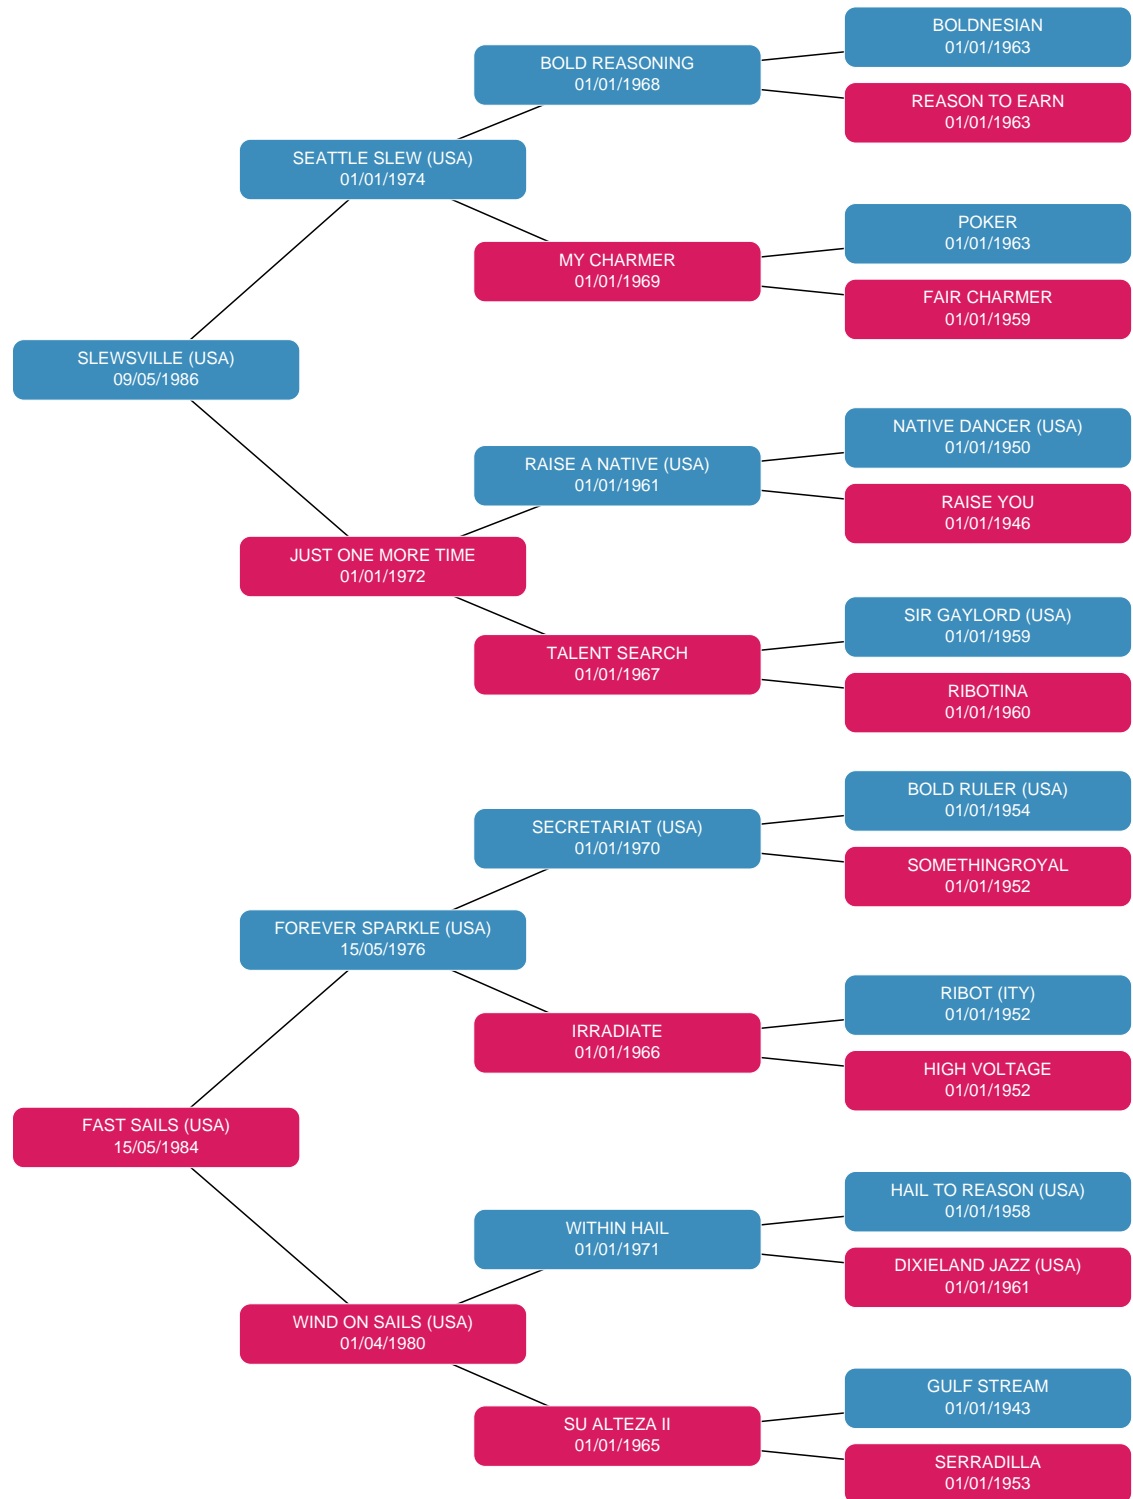 BOLDNESIAN
01/01/1963
BOLD REASONING
01/01/1968
REASON TO EARN
01/01/1963
SEATTLE SLEW (USA)
01/01/1974
POKER
01/01/1963
MY CHARMER
01/01/1969
FAIR CHARMER
01/01/1959
SLEWSVILLE (USA)
09/05/1986
NATIVE DANCER (USA)
01/01/1950
RAISE A NATIVE (USA)
01/01/1961
RAISE YOU
01/01/1946
JUST ONE MORE TIME
01/01/1972
SIR GAYLORD (USA)
01/01/1959
TALENT SEARCH
01/01/1967
RIBOTINA
01/01/1960
BOLD RULER (USA)
01/01/1954
SECRETARIAT (USA)
01/01/1970
SOMETHINGROYAL
01/01/1952
FOREVER SPARKLE (USA)
15/05/1976
RIBOT (ITY)
01/01/1952
IRRADIATE
01/01/1966
HIGH VOLTAGE
01/01/1952
FAST SAILS (USA)
15/05/1984
HAIL TO REASON (USA)
01/01/1958
WITHIN HAIL
01/01/1971
DIXIELAND JAZZ (USA)
01/01/1961
WIND ON SAILS (USA)
01/04/1980
GULF STREAM
01/01/1943
SU ALTEZA II
01/01/1965
SERRADILLA
01/01/1953